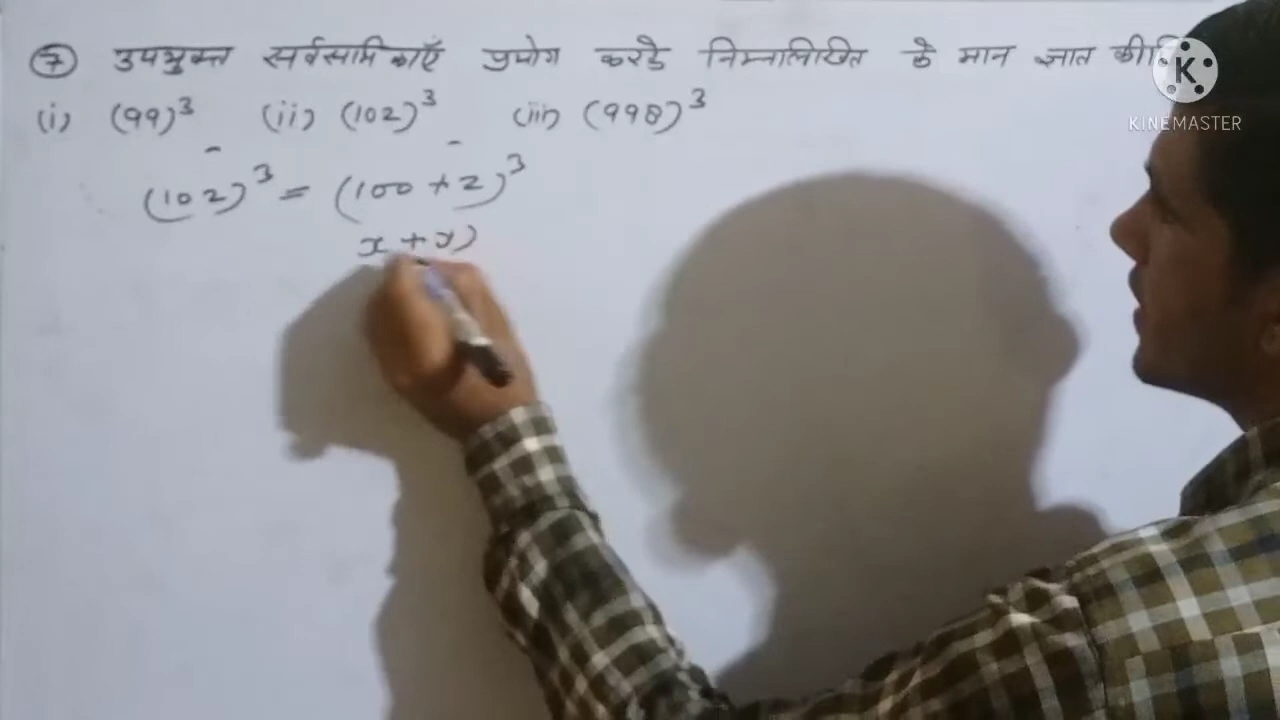 ⑦ उपयुक्त सर्वसामिकाएँ प्रयोग करके निम्नलिखित के मान ज्ञात की
(i) (99)³ (ii) (102)³ (iii) (998)³
(102)³ = (100+2)³
x+y)
KINEMASTER